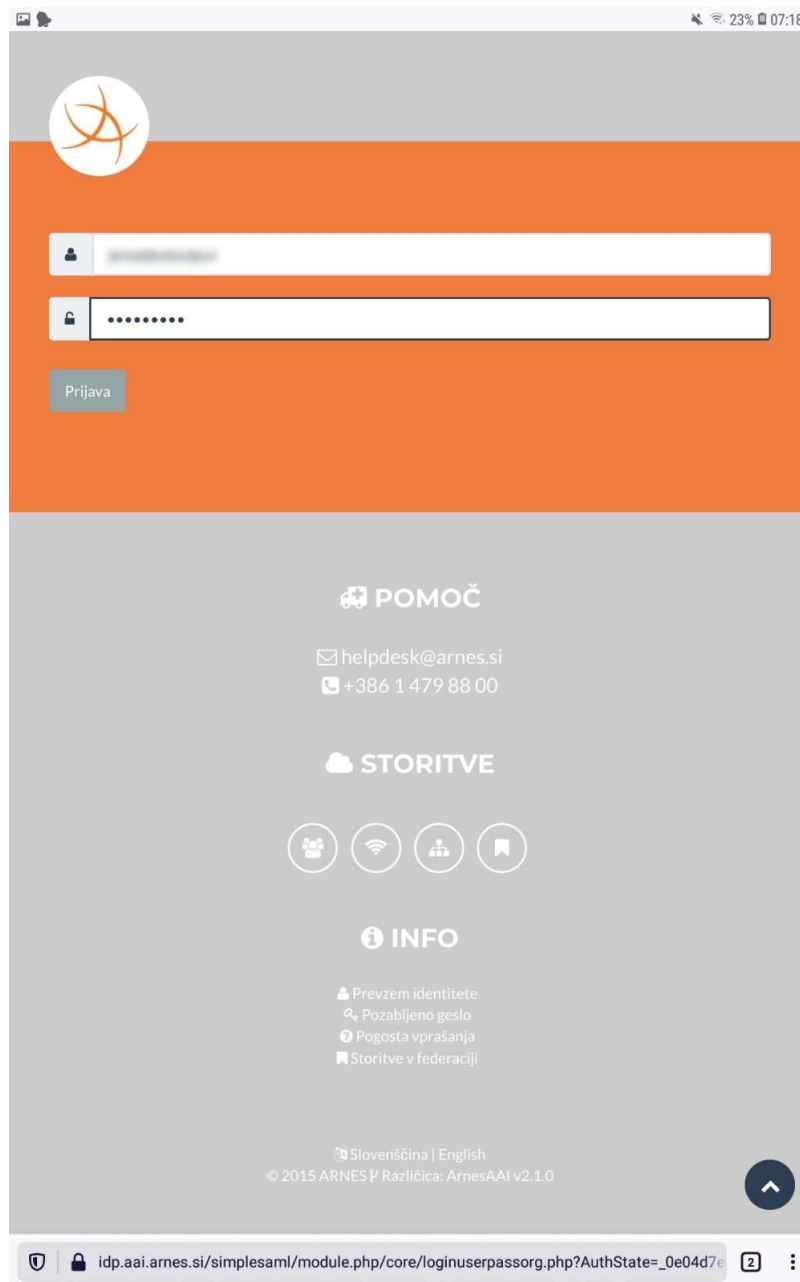 23% 07:18
•••••••••
Prijava
POMOČ
helpdesk@arnes.si
+386 1 479 88 00
STORITVE
INFO
Prevzem identitete
Pozabljeno geslo
Pogosta vprašanja
Storitve v federaciji
Slovenščina | English
© 2015 ARNES Različica: ArnesAAI v2.1.0
idp.aai.arnes.si/simplesaml/module.php/core/loginuserpassorg.php?AuthState=_0e04d7e 2